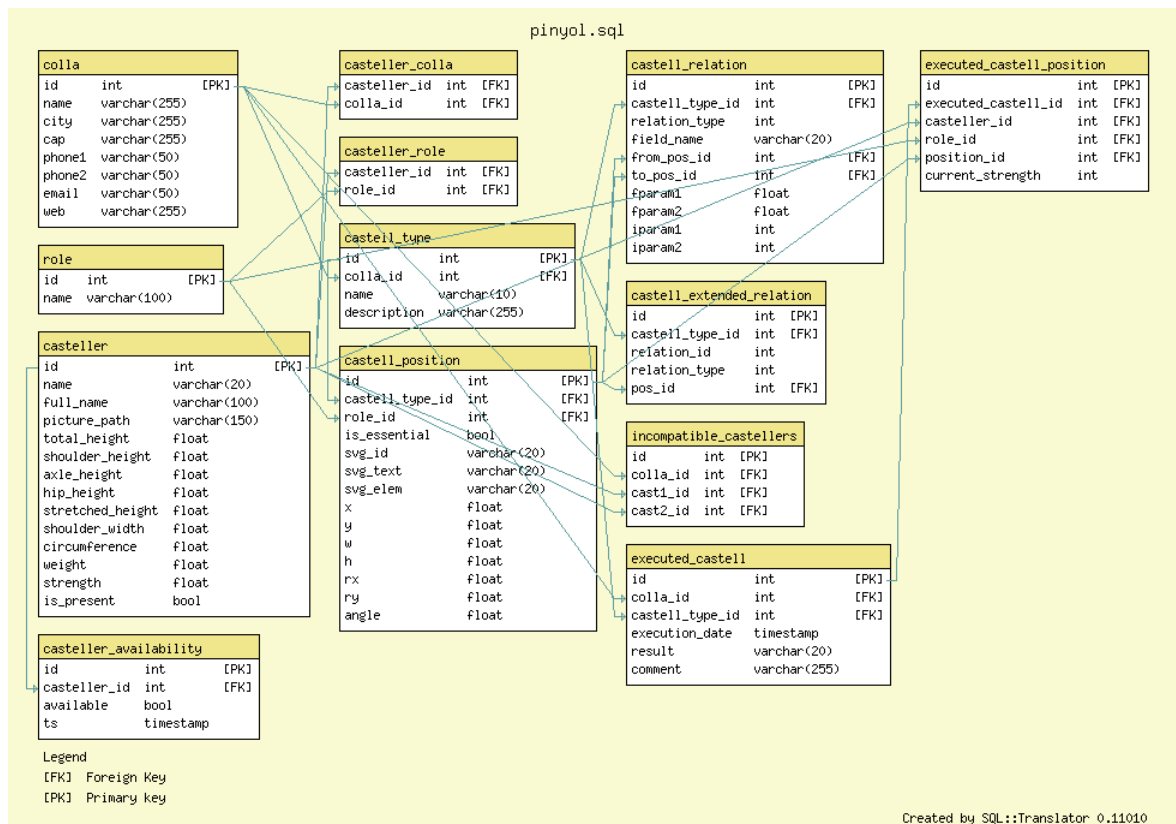 pinyol.sql
colla
id int [PK]
name varchar(255)
city varchar(255)
cap varchar(255)
phone1 varchar(50)
phone2 varchar(50)
email varchar(50)
web varchar(255)
role
id int [PK]
name varchar(100)
casteller
id int [PK]
name varchar(20)
full_name varchar(100)
picture_path varchar(150)
total_height float
shoulder_height float
axle_height float
hip_height float
stretched_height float
shoulder_width float
circumference float
weight float
strength float
is_present bool
casteller_availability
id int [PK]
casteller_id int [FK]
available bool
ts timestamp
casteller_colla
casteller_id int [FK]
colla_id int [FK]
casteller_role
casteller_id int [FK]
role_id int [FK]
castell_type
id int [PK]
colla_id int [FK]
name varchar(10)
description varchar(255)
castell_position
id int [PK]
castell_type_id int [FK]
role_id int [FK]
is_essential bool
svg_id varchar(20)
svg_text varchar(20)
svg_elem varchar(20)
x float
y float
w float
h float
rx float
ry float
angle float
castell_relation
id int [PK]
castell_type_id int [FK]
relation_type int
field_name varchar(20)
from_pos_id int [FK]
to_pos_id int [FK]
fparam1 float
fparam2 float
iparam1 int
iparam2 int
castell_extended_relation
id int [PK]
castell_type_id int [FK]
relation_id int
relation_type int
pos_id int [FK]
incompatible_castellers
id int [PK]
colla_id int [FK]
cast1_id int [FK]
cast2_id int [FK]
executed_castell
id int [PK]
colla_id int [FK]
castell_type_id int [FK]
execution_date timestamp
result varchar(20)
comment varchar(255)
executed_castell_position
id int [PK]
executed_castell_id int [FK]
casteller_id int [FK]
role_id int [FK]
position_id int [FK]
current_strength int
Legend
[FK] Foreign Key
[PK] Primary key
Created by SQL::Translator 0.11010